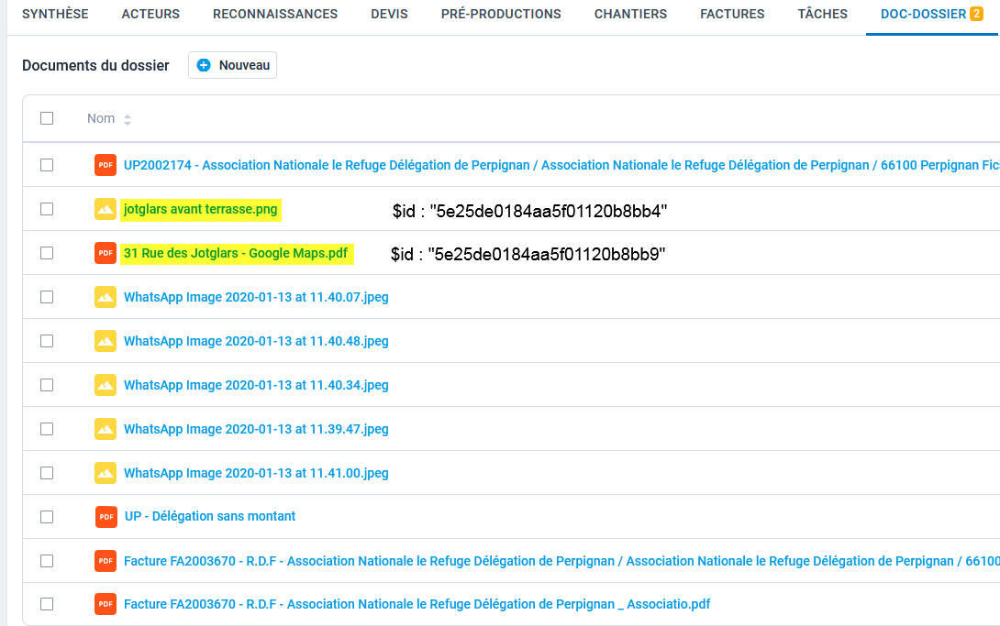 SYNTHÈSE ACTEURS RECONNAISSANCES DEVIS PRÉ-PRODUCTIONS CHANTIERS FACTURES TÂCHES DOC-DOSSIER 2
Documents du dossier Nouveau
Nom
PDF UP2002174 - Association Nationale le Refuge Délégation de Perpignan / Association Nationale le Refuge Délégation de Perpignan / 66100 Perpignan Fic
jotglars avant terrasse.png $id : "5e25de0184aa5f01120b8bb4"
PDF 31 Rue des Jotglars - Google Maps.pdf $id : "5e25de0184aa5f01120b8bb9"
WhatsApp Image 2020-01-13 at 11.40.07.jpeg
WhatsApp Image 2020-01-13 at 11.40.48.jpeg
WhatsApp Image 2020-01-13 at 11.40.34.jpeg
WhatsApp Image 2020-01-13 at 11.39.47.jpeg
WhatsApp Image 2020-01-13 at 11.41.00.jpeg
PDF UP - Délégation sans montant
PDF Facture FA2003670 - R.D.F - Association Nationale le Refuge Délégation de Perpignan / Association Nationale le Refuge Délégation de Perpignan / 66100
PDF Facture FA2003670 - R.D.F - Association Nationale le Refuge Délégation de Perpignan _ Associatio.pdf